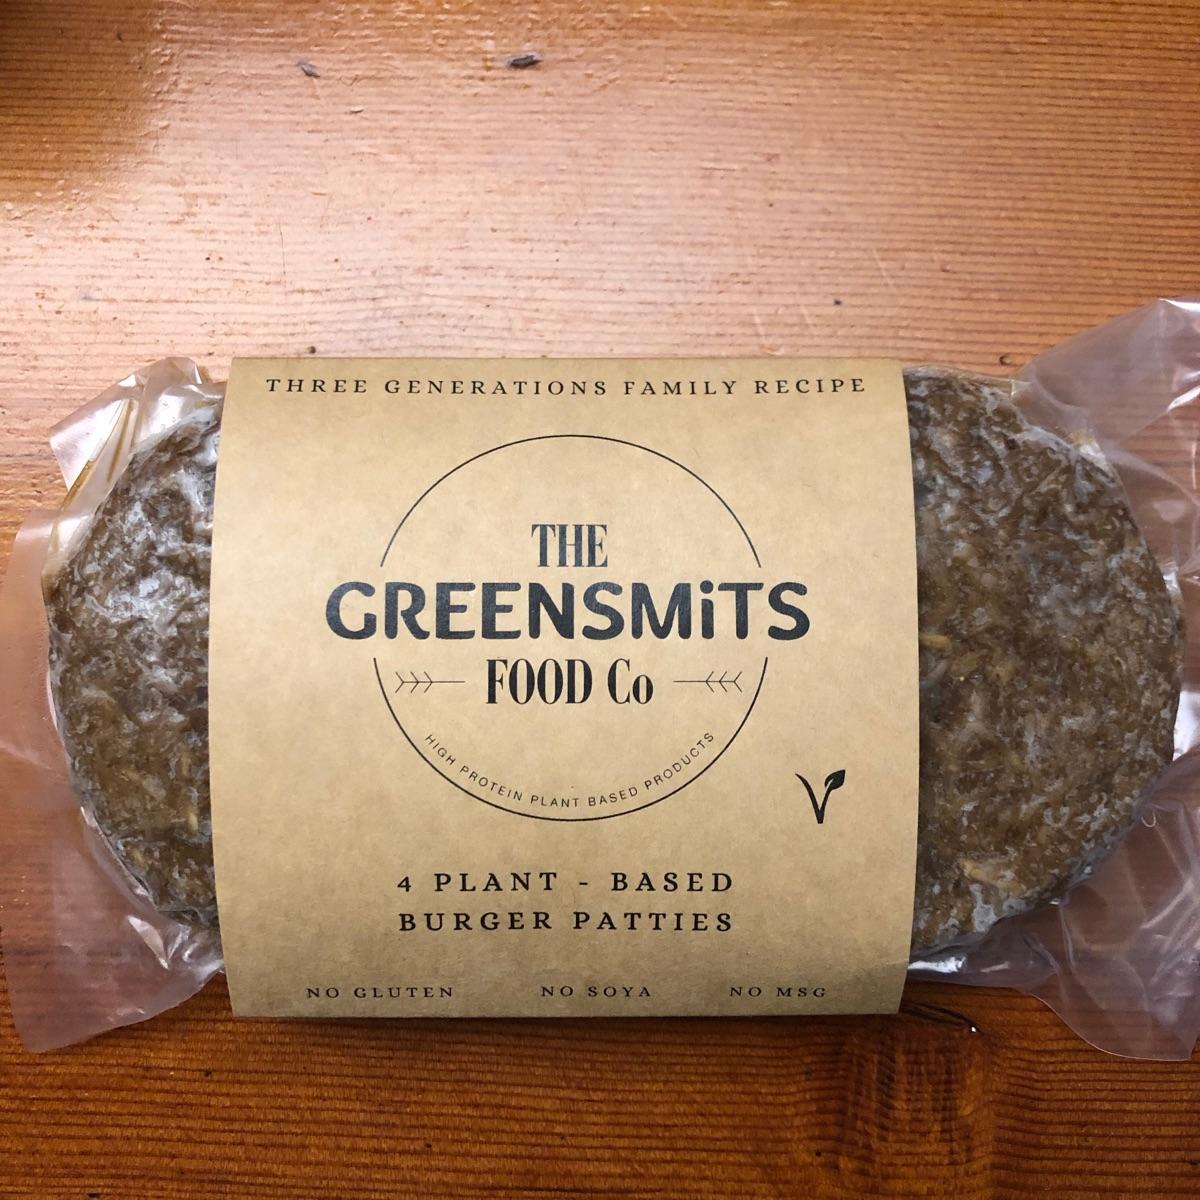 THREE GENERATIONS FAMILY RECIPE
THE
GREENSMiTS
FOOD Co
HIGH PROTEIN PLANT BASED PRODUCTS
4 PLANT - BASED
BURGER PATTIES
NO GLUTEN NO SOYA NO MSG